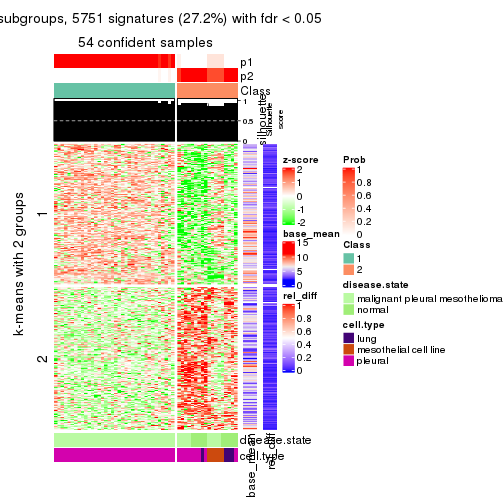 subgroups, 5751 signatures (27.2%) with fdr < 0.05
54 confident samples
p1
p2
Class
1
0.5
0
silhouette
Silhouette
score
k-means with 2 groups
1
2
z-score
2
1
0
-1
-2
base_mean
15
10
5
0
rel_diff
1
0.8
0.6
0.4
0.2
0
Prob
1
0.8
0.6
0.4
0.2
0
Class
1
2
disease.state
malignant pleural mesothelioma
normal
cell.type
lung
mesothelial cell line
pleural
disease.state
cell.type
base_mean
rel_diff